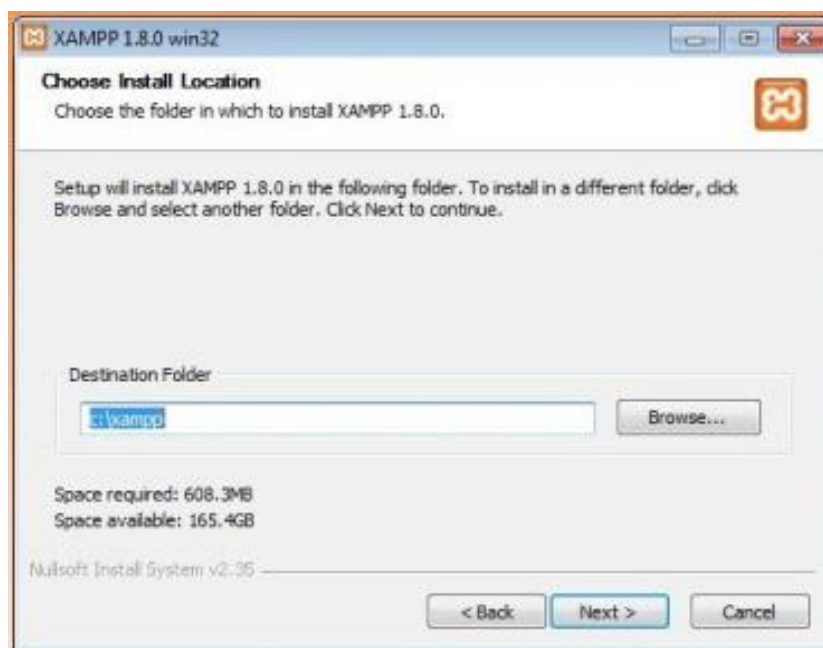 XAMPP 1.8.0 win32
Choose Install Location
Choose the folder in which to install XAMPP 1.8.0.
Setup will install XAMPP 1.8.0 in the following folder. To install in a different folder, click
Browse and select another folder. Click Next to continue.
Destination Folder
c:\xampp
Browse...
Space required: 608.3MB
Space available: 165.4GB
Nullsoft Install System v2.35
< Back Next > Cancel